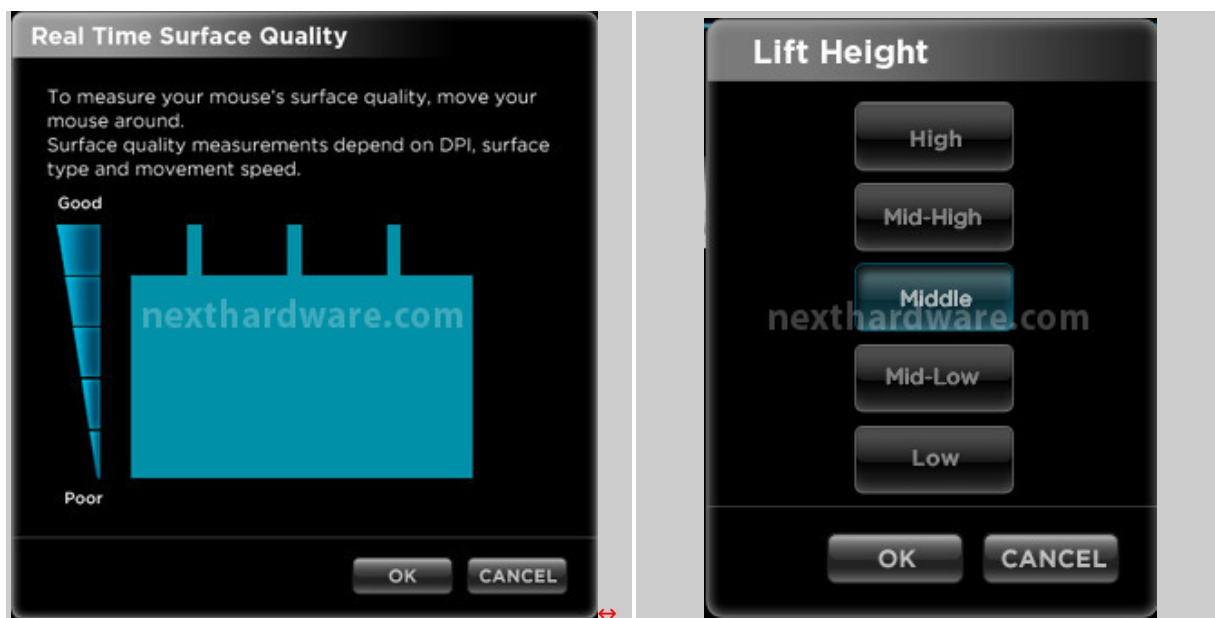 Real Time Surface Quality
To measure your mouse's surface quality, move your
mouse around.
Surface quality measurements depend on DPI, surface
type and movement speed.
Good
nexthardware.com
Poor
OK
CANCEL
Lift Height
High
Mid-High
Middle
nexthardware.com
Mid-Low
Low
OK
CANCEL